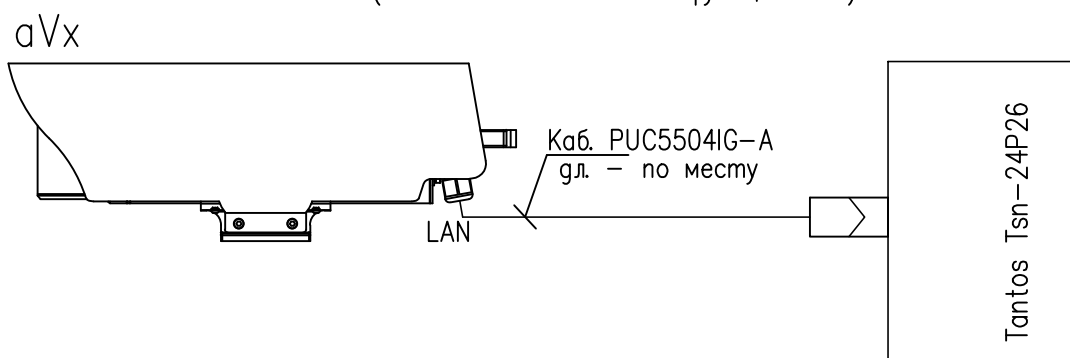 aVx
Каб. PUC5504IG-A
дл. - по месту
LAN
Tantos Tsn-24P26